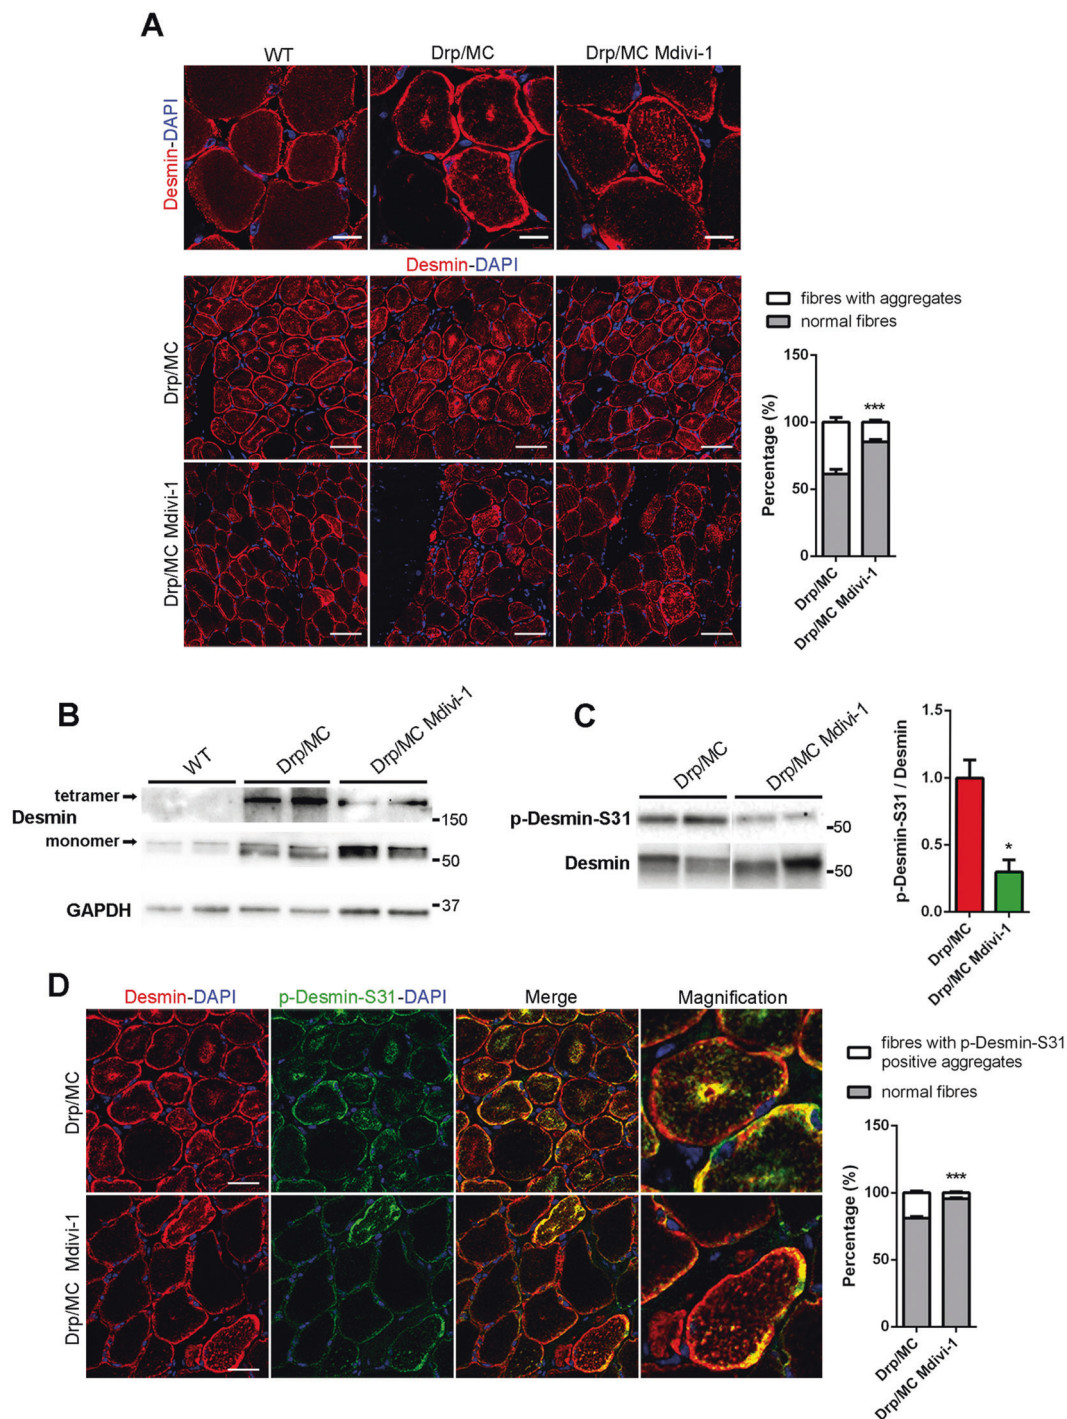 A
WT
Drp/MC
Drp/MC Mdivi-1
Desmin-DAPI
Desmin-DAPI
Drp/MC
Drp/MC Mdivi-1
fibres with aggregates
normal fibres
Percentage (%)
150
100
50
0
***
Drp/MC
Drp/MC Mdivi-1
B
WT
Drp/MC
Drp/MC Mdivi-1
tetramer
Desmin
monomer
GAPDH
150
50
37
C
Drp/MC
Drp/MC Mdivi-1
p-Desmin-S31
Desmin
50
50
p-Desmin-S31 / Desmin
1.5
1.0
0.5
0.0
*
Drp/MC
Drp/MC Mdivi-1
D
Desmin-DAPI
p-Desmin-S31-DAPI
Merge
Magnification
Drp/MC
Drp/MC Mdivi-1
fibres with p-Desmin-S31
positive aggregates
normal fibres
Percentage (%)
150
100
50
0
***
Drp/MC
Drp/MC Mdivi-1